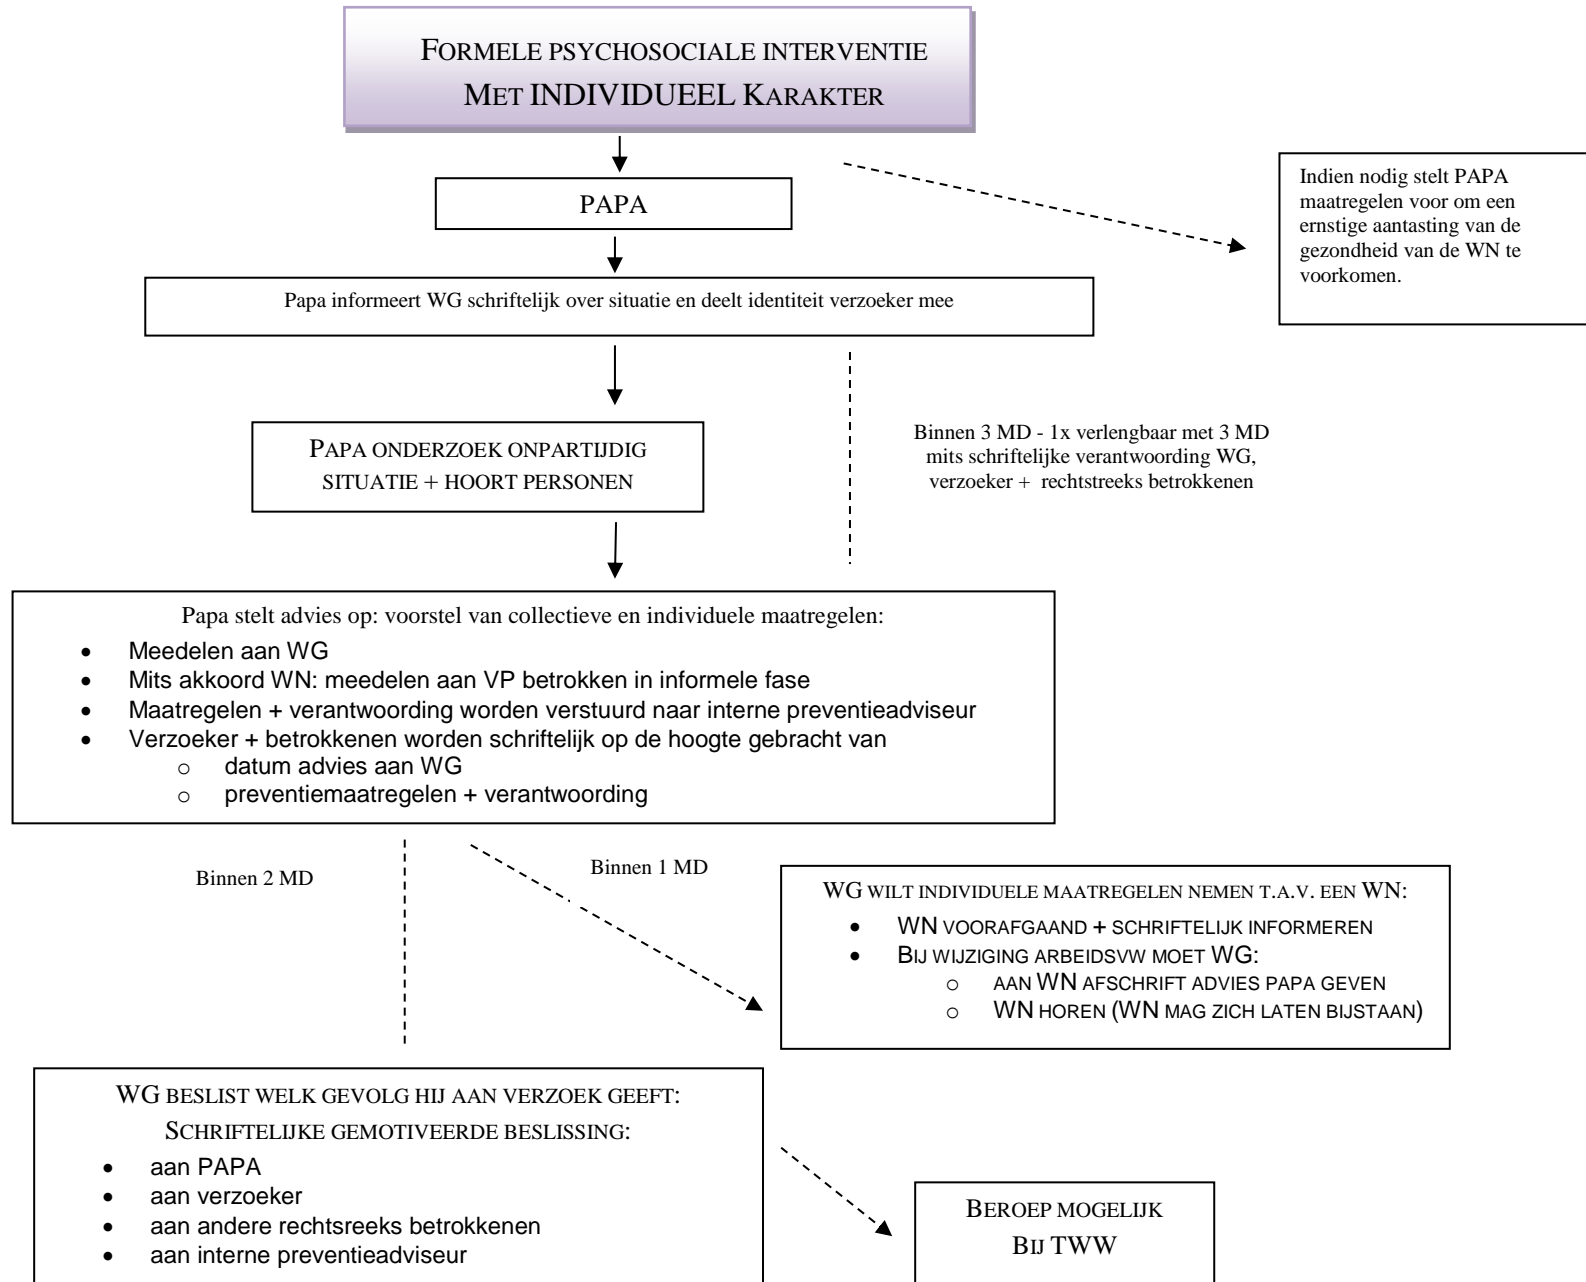 FORMELE PSYCHOSOCIALE INTERVENTIE
MET INDIVIDUEEL KARAKTER
PAPA
Indien nodig stelt PAPA
maatregelen voor om een
ernstige aantasting van de
gezondheid van de WN te
voorkomen.
Papa informeert WG schriftelijk over situatie en deelt identiteit verzoeker mee
PAPA ONDERZOEK ONPARTIJDIG
SITUATIE + HOORT PERSONEN
Binnen 3 MD - 1x verlengbaar met 3 MD
mits schriftelijke verantwoording WG,
verzoeker + rechtstreeks betrokkenen
Papa stelt advies op: voorstel van collectieve en individuele maatregelen:
• Meedelen aan WG
• Mits akkoord WN: meedelen aan VP betrokken in informele fase
• Maatregelen + verantwoording worden verstuurd naar interne preventieadviseur
• Verzoeker + betrokkenen worden schriftelijk op de hoogte gebracht van
o datum advies aan WG
o preventiemaatregelen + verantwoording
Binnen 2 MD
Binnen 1 MD
WG WILT INDIVIDUELE MAATREGELEN NEMEN T.A.V. EEN WN:
• WN VOORAFGAAND + SCHRIFTELIJK INFORMEREN
• BIJ WIJZIGING ARBEIDSVW MOET WG:
o AAN WN AFSCHRIFT ADVIES PAPA GEVEN
o WN HOREN (WN MAG ZICH LATEN BIJSTAAN)
WG BESLIST WELK GEVOLG HIJ AAN VERZOEK GEEFT:
SCHRIFTELIJKE GEMOTIVEERDE BESLISSING:
• aan PAPA
• aan verzoeker
• aan andere rechtsreeks betrokkenen
• aan interne preventieadviseur
BEROEP MOGELIJK
BIJ TWW